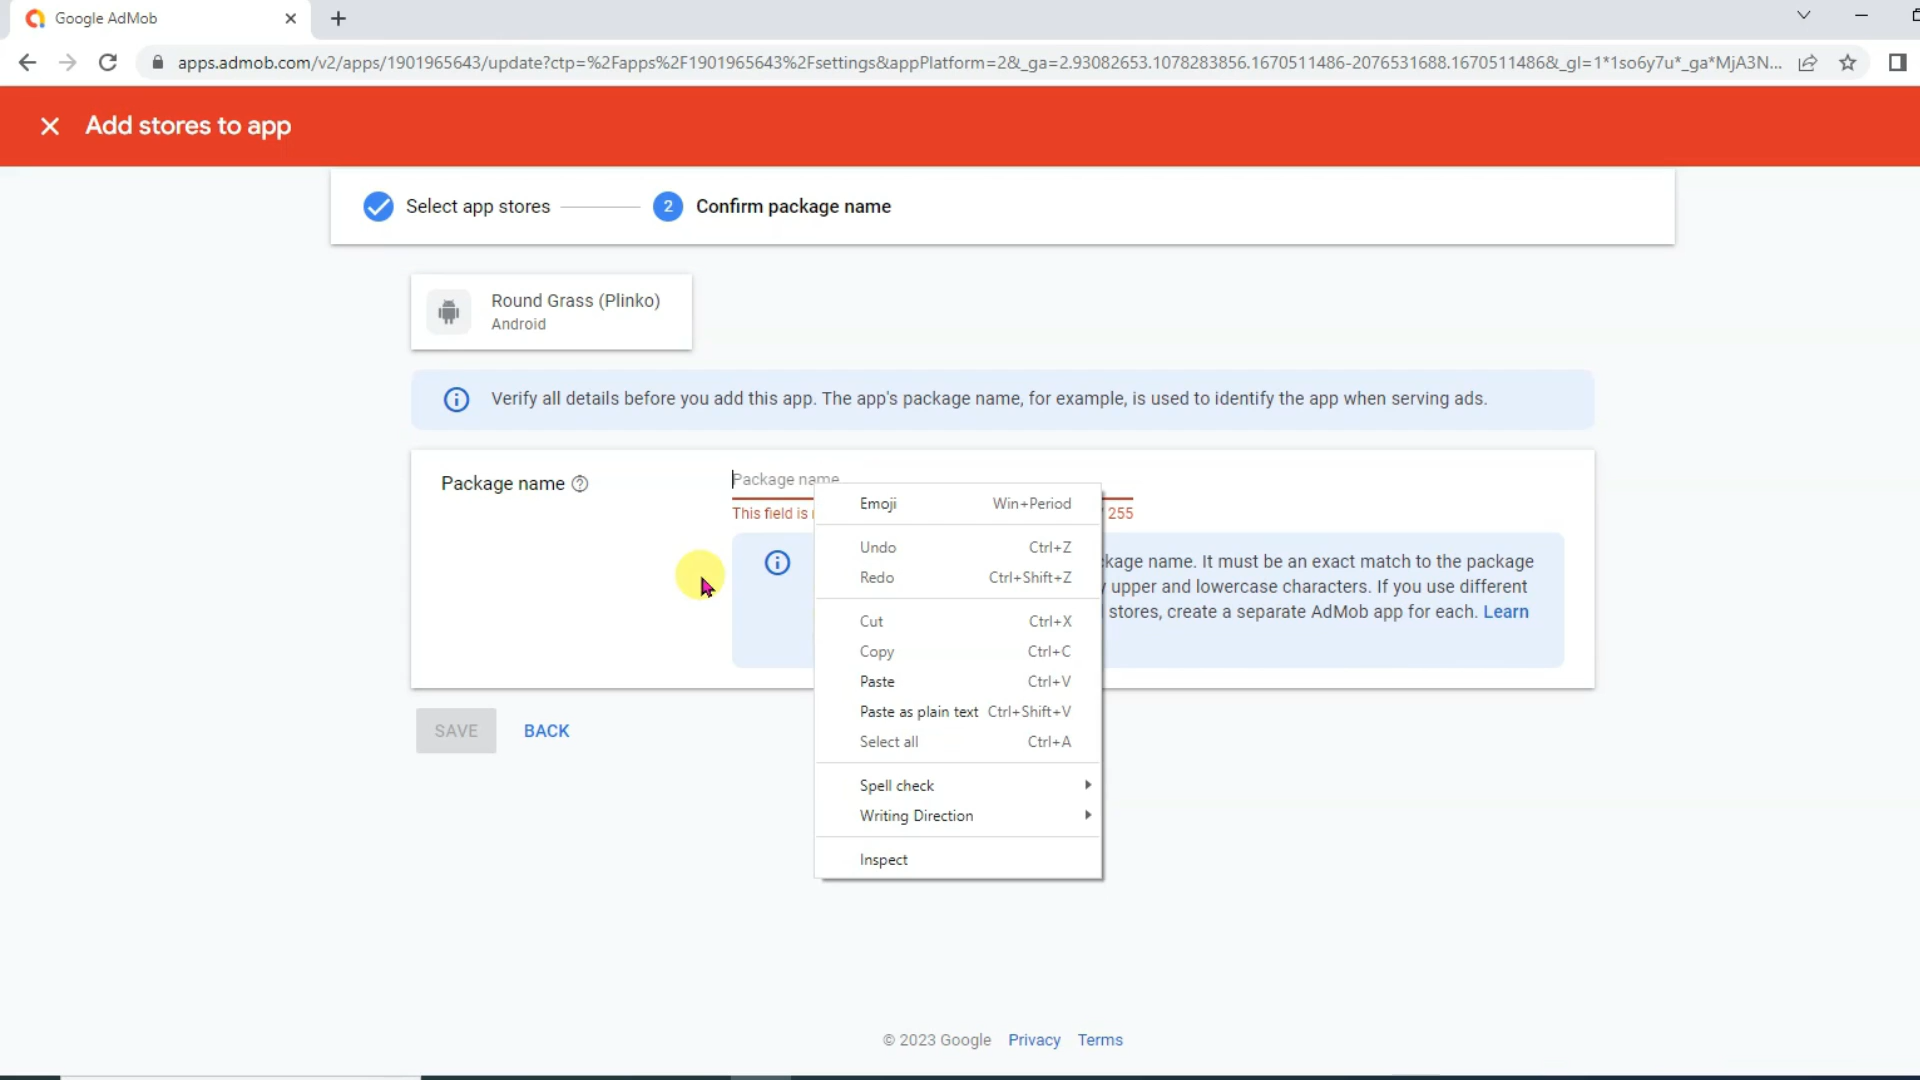 Google AdMob
apps.admob.com/v2/apps/1901965643/update?ctp=%2Fapps%2F1901965643%2Fsettings&appPlatform=2&_ga=2.93082653.1078283856.1670511486-2076531688.1670511486&_gl=1*1so6y7u*_ga*MjA3N...
Add stores to app
Select app stores
2 Confirm package name
Round Grass (Plinko)
Android
Verify all details before you add this app. The app's package name, for example, is used to identify the app when serving ads.
Package name
Package name
This field is
255
kage name. It must be an exact match to the package
upper and lowercase characters. If you use different
stores, create a separate AdMob app for each. Learn
Emoji Win+Period
Undo Ctrl+Z
Redo Ctrl+Shift+Z
Cut Ctrl+X
Copy Ctrl+C
Paste Ctrl+V
Paste as plain text Ctrl+Shift+V
Select all Ctrl+A
Spell check
Writing Direction
Inspect
SAVE BACK
© 2023 Google Privacy Terms